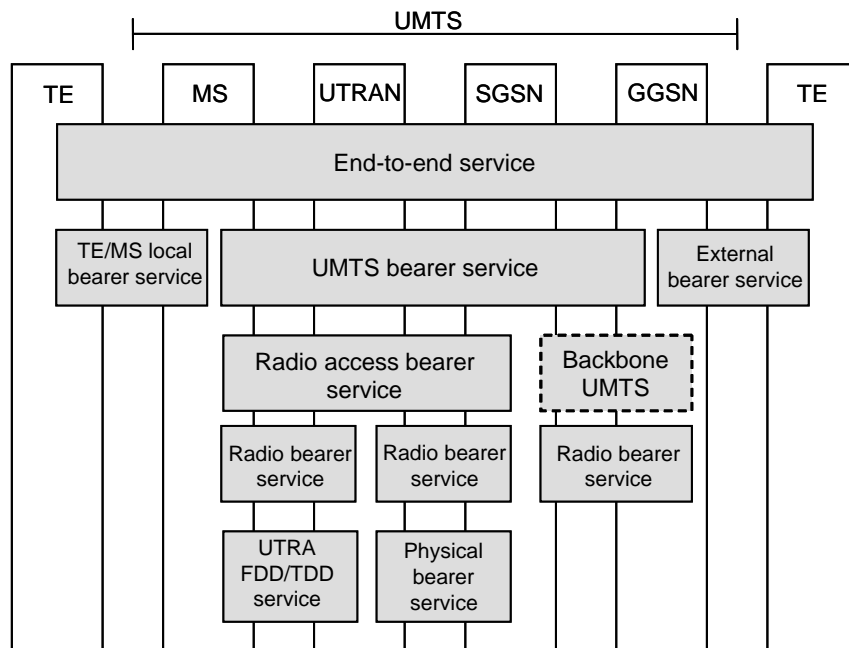 UMTS
TE
MS
UTRAN
SGSN
GGSN
TE
End-to-end service
TE/MS local
bearer service
UMTS bearer service
External
bearer service
Radio access bearer
service
Backbone
UMTS
Radio bearer
service
Radio bearer
service
Radio bearer
service
UTRA
FDD/TDD
service
Physical
bearer
service